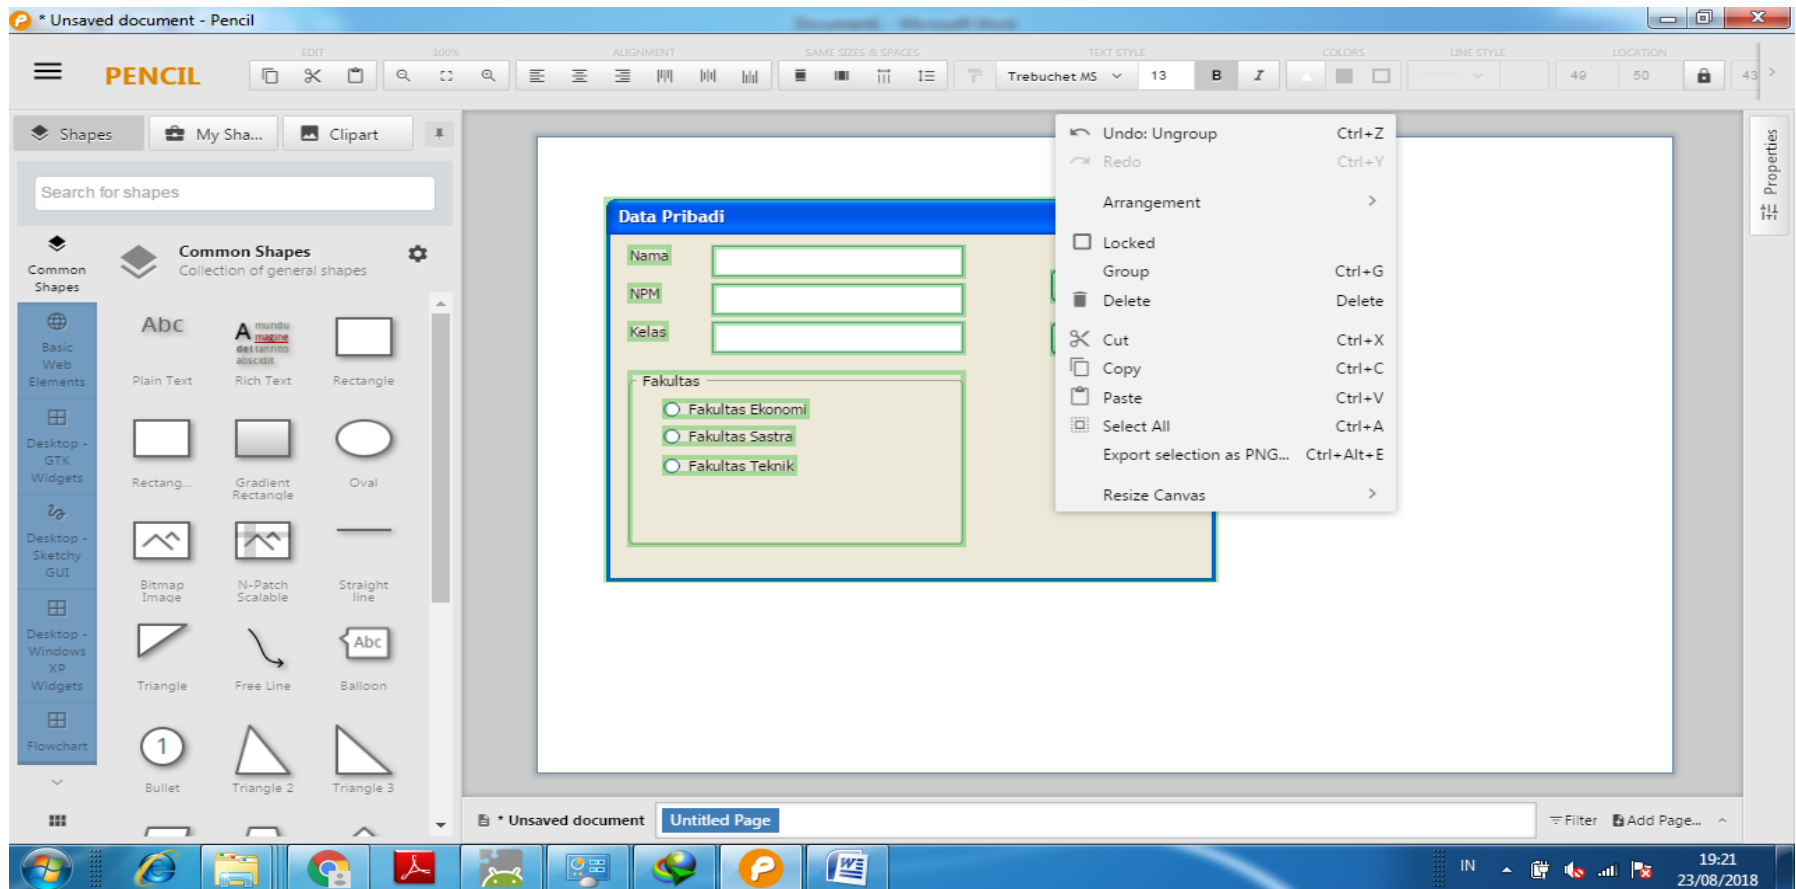 * Unsaved document - Pencil
EDIT 100% ALIGNMENT SAME SIZES & SPACES TEXT STYLE COLORS LINE STYLE LOCATION
PENCIL Trebuchet MS 13 B I 49 50 43
Shapes My Sha... Clipart
Search for shapes
Common Shapes
Collection of general shapes
Common
Shapes
Basic
Web
Elements
Desktop -
GTK
Widgets
Desktop -
Sketchy
GUI
Desktop -
Windows
XP
Widgets
Flowchart
Abc
A mundu
magine
del tannito
abscidit
Plain Text Rich Text Rectangle
Rectang... Gradient
Rectangle
Oval
Bitmap
Image
N-Patch
Scalable
Straight
line
Abc
Triangle Free Line Balloon
1
Bullet Triangle 2 Triangle 3
Data Pribadi
Nama
NPM
Kelas
Fakultas
Fakultas Ekonomi
Fakultas Sastra
Fakultas Teknik
Undo: Ungroup Ctrl+Z
Redo Ctrl+Y
Arrangement
Locked
Group Ctrl+G
Delete Delete
Cut Ctrl+X
Copy Ctrl+C
Paste Ctrl+V
Select All Ctrl+A
Export selection as PNG... Ctrl+Alt+E
Resize Canvas
Properties
* Unsaved document Untitled Page Filter Add Page...
IN 19:21
23/08/2018